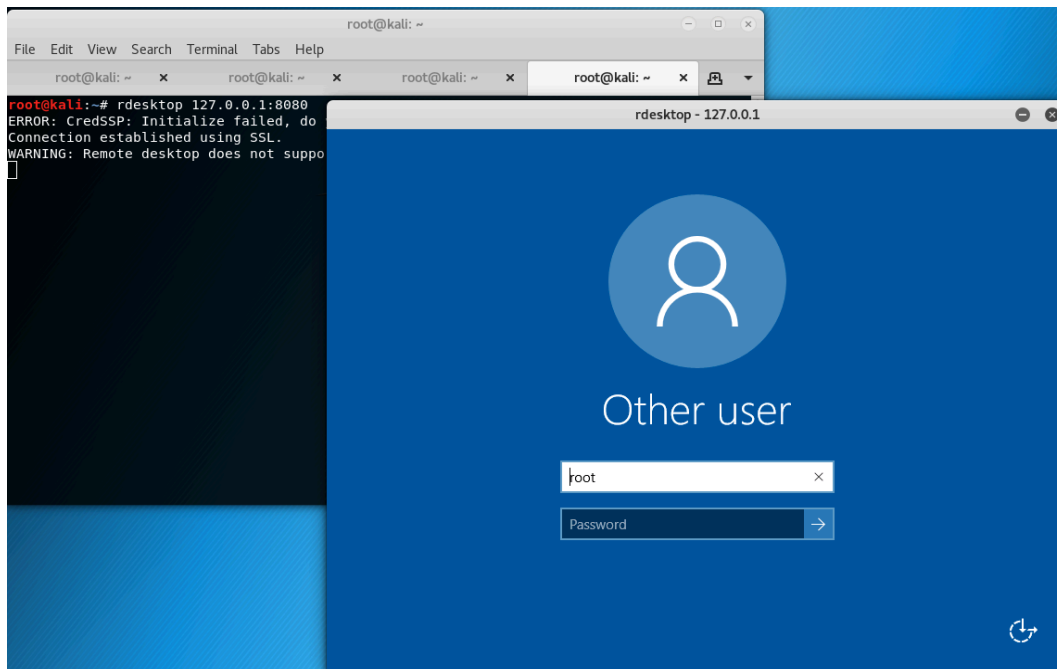 root@kali: ~
File Edit View Search Terminal Tabs Help
root@kali: ~ root@kali: ~ root@kali: ~ root@kali: ~
root@kali:~# rdesktop 127.0.0.1:8080
ERROR: CredSSP: Initialize failed, do
Connection established using SSL.
WARNING: Remote desktop does not suppo
rdesktop - 127.0.0.1
Other user
root
Password